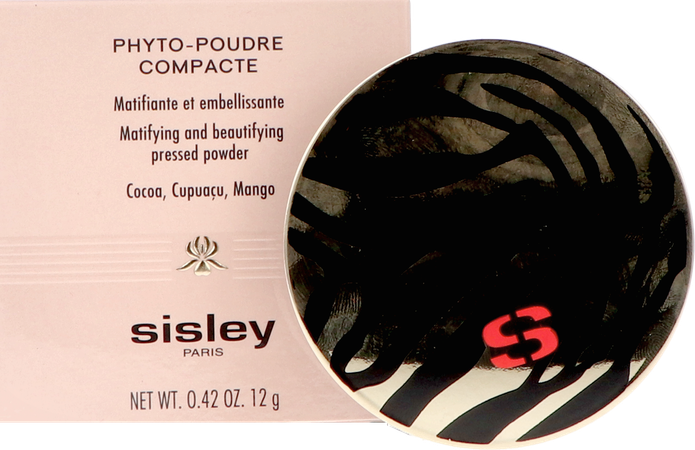 PHYTO-POUDRE
COMPACTE
Matifiante et embellissante
Matifying and beautifying
pressed powder
Cocoa, Cupuaçu, Mango
sisley
PARIS
NET WT. 0.42 OZ. 12 g
S